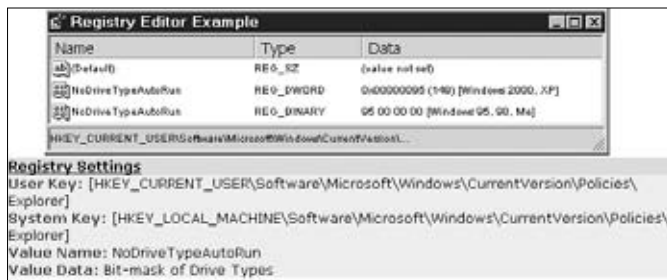 Registry Editor Example
Name Type Data
(Default) REG_SZ (value not set)
NoDriveTypeAutoRun REG_DWORD 0x00000095 (149) [Windows 2000, XP]
NoDriveTypeAutoRun REG_BINARY 95 00 00 00 [Windows 95, 98, Me]
HKEY_CURRENT_USER\Software\Microsoft\Windows\CurrentVersion\...
Registry Settings
User Key: [HKEY_CURRENT_USER\Software\Microsoft\Windows\CurrentVersion\Policies\
Explorer]
System Key: [HKEY_LOCAL_MACHINE\Software\Microsoft\Windows\CurrentVersion\Policies\
Explorer]
Value Name: NoDriveTypeAutoRun
Value Data: Bit-mask of Drive Types